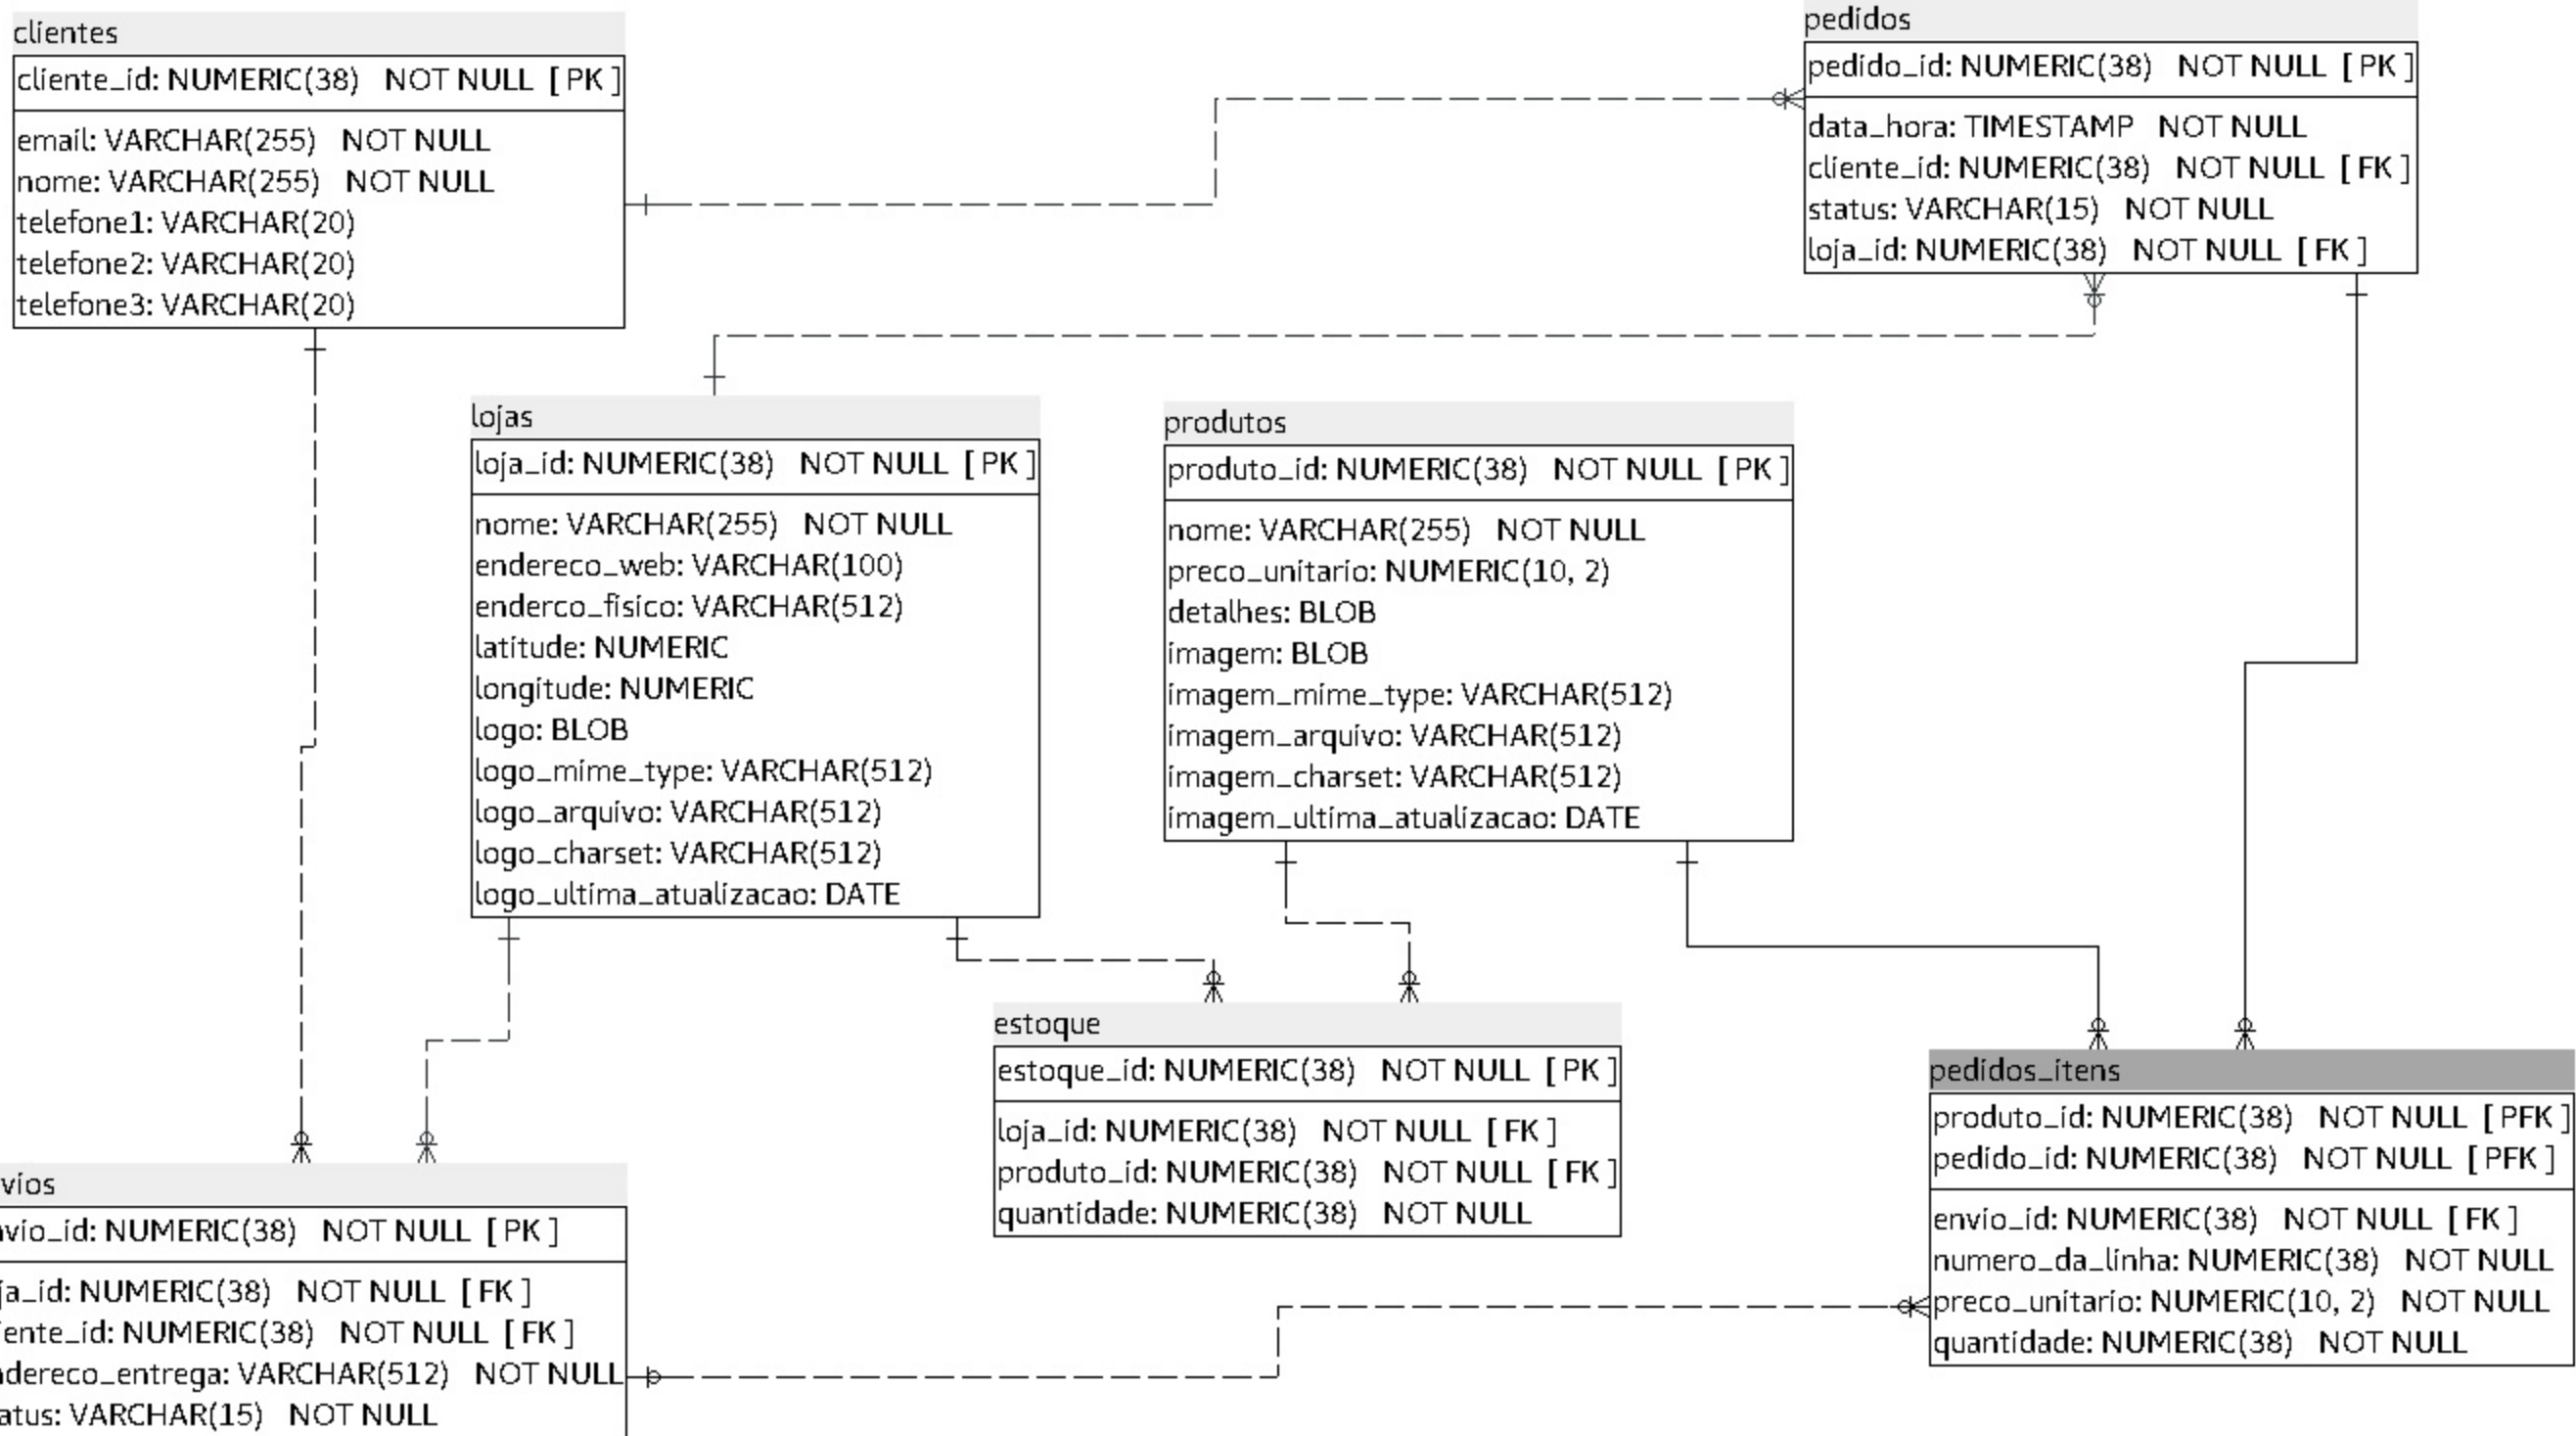 clientes
cliente_id: NUMERIC(38) NOT NULL [ PK ]
email: VARCHAR(255) NOT NULL
nome: VARCHAR(255) NOT NULL
telefone1: VARCHAR(20)
telefone2: VARCHAR(20)
telefone3: VARCHAR(20)
pedidos
pedido_id: NUMERIC(38) NOT NULL [ PK ]
data_hora: TIMESTAMP NOT NULL
cliente_id: NUMERIC(38) NOT NULL [ FK ]
status: VARCHAR(15) NOT NULL
loja_id: NUMERIC(38) NOT NULL [ FK ]
lojas
loja_id: NUMERIC(38) NOT NULL [ PK ]
nome: VARCHAR(255) NOT NULL
endereco_web: VARCHAR(100)
enderco_fisico: VARCHAR(512)
latitude: NUMERIC
longitude: NUMERIC
logo: BLOB
logo_mime_type: VARCHAR(512)
logo_arquivo: VARCHAR(512)
logo_charset: VARCHAR(512)
logo_ultima_atualizacao: DATE
produtos
produto_id: NUMERIC(38) NOT NULL [ PK ]
nome: VARCHAR(255) NOT NULL
preco_unitario: NUMERIC(10, 2)
detalhes: BLOB
imagem: BLOB
imagem_mime_type: VARCHAR(512)
imagem_arquivo: VARCHAR(512)
imagem_charset: VARCHAR(512)
imagem_ultima_atualizacao: DATE
estoque
estoque_id: NUMERIC(38) NOT NULL [ PK ]
loja_id: NUMERIC(38) NOT NULL [ FK ]
produto_id: NUMERIC(38) NOT NULL [ FK ]
quantidade: NUMERIC(38) NOT NULL
pedidos_itens
produto_id: NUMERIC(38) NOT NULL [ PFK ]
pedido_id: NUMERIC(38) NOT NULL [ PFK ]
envio_id: NUMERIC(38) NOT NULL [ FK ]
numero_da_linha: NUMERIC(38) NOT NULL
preco_unitario: NUMERIC(10, 2) NOT NULL
quantidade: NUMERIC(38) NOT NULL
vios
nvio_id: NUMERIC(38) NOT NULL [ PK ]
ja_id: NUMERIC(38) NOT NULL [ FK ]
iente_id: NUMERIC(38) NOT NULL [ FK ]
ndereco_entrega: VARCHAR(512) NOT NULL
atus: VARCHAR(15) NOT NULL